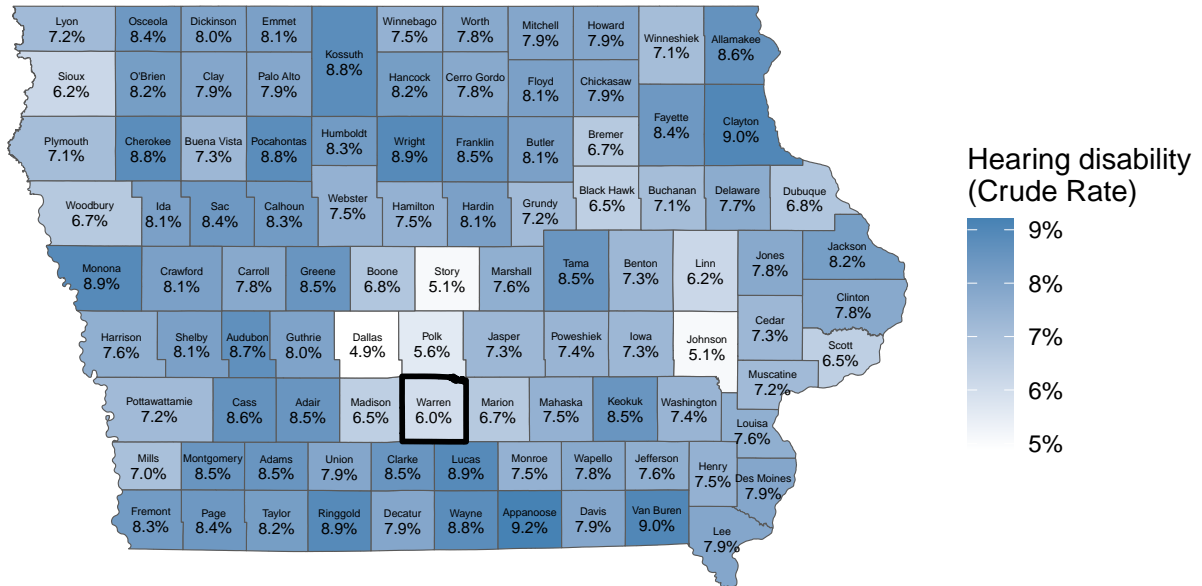 Lyon
7.2%
Osceola
8.4%
Dickinson
8.0%
Emmet
8.1%
Kossuth
8.8%
Winnebago
7.5%
Worth
7.8%
Mitchell
7.9%
Howard
7.9%
Winneshiek
7.1%
Allamakee
8.6%
Sioux
6.2%
O'Brien
8.2%
Clay
7.9%
Palo Alto
7.9%
Hancock
8.2%
Cerro Gordo
7.8%
Floyd
8.1%
Chickasaw
7.9%
Fayette
8.4%
Clayton
9.0%
Plymouth
7.1%
Cherokee
8.8%
Buena Vista
7.3%
Pocahontas
8.8%
Humboldt
8.3%
Wright
8.9%
Franklin
8.5%
Butler
8.1%
Bremer
6.7%
Woodbury
6.7%
Ida
8.1%
Sac
8.4%
Calhoun
8.3%
Webster
7.5%
Hamilton
7.5%
Hardin
8.1%
Grundy
7.2%
Black Hawk
6.5%
Buchanan
7.1%
Delaware
7.7%
Dubuque
6.8%
Monona
8.9%
Crawford
8.1%
Carroll
7.8%
Greene
8.5%
Boone
6.8%
Story
5.1%
Marshall
7.6%
Tama
8.5%
Benton
7.3%
Linn
6.2%
Jones
7.8%
Jackson
8.2%
Clinton
7.8%
Harrison
7.6%
Shelby
8.1%
Audubon
8.7%
Guthrie
8.0%
Dallas
4.9%
Polk
5.6%
Jasper
7.3%
Poweshiek
7.4%
Iowa
7.3%
Johnson
5.1%
Cedar
7.3%
Scott
6.5%
Muscatine
7.2%
Pottawattamie
7.2%
Cass
8.6%
Adair
8.5%
Madison
6.5%
Warren
6.0%
Marion
6.7%
Mahaska
7.5%
Keokuk
8.5%
Washington
7.4%
Louisa
7.6%
Mills
7.0%
Montgomery
8.5%
Adams
8.5%
Union
7.9%
Clarke
8.5%
Lucas
8.9%
Monroe
7.5%
Wapello
7.8%
Jefferson
7.6%
Henry
7.5%
Des Moines
7.9%
Fremont
8.3%
Page
8.4%
Taylor
8.2%
Ringgold
8.9%
Decatur
7.9%
Wayne
8.8%
Appanoose
9.2%
Davis
7.9%
Van Buren
9.0%
Lee
7.9%
Hearing disability
(Crude Rate)
9%
8%
7%
6%
5%